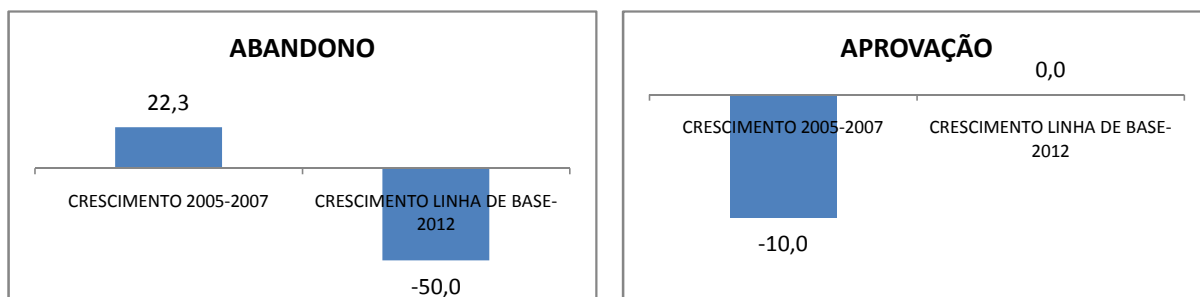 ABANDONO
22,3
CRESCIMENTO 2005-2007
CRESCIMENTO LINHA DE BASE-
2012
-50,0
APROVAÇÃO
0,0
CRESCIMENTO 2005-2007
CRESCIMENTO LINHA DE BASE-
2012
-10,0